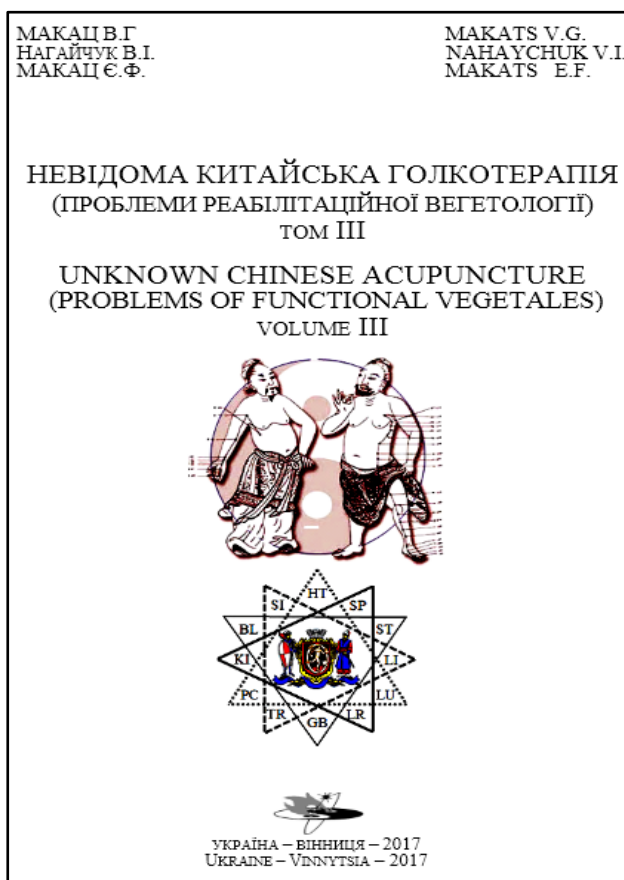 МАКАЦ В.Г
НАГАЙЧУК В.І.
МАКАЦ Є.Ф.
MAKATS V.G.
NAHAYCHUK V.I.
MAKATS E.F.
НЕВІДОМА КИТАЙСЬКА ГОЛКОТЕРАПІЯ
(ПРОБЛЕМИ РЕАБІЛІТАЦІЙНОЇ ВЕГЕТОЛОГІЇ)
ТОМ III
UNKNOWN CHINESE ACUPUNCTURE
(PROBLEMS OF FUNCTIONAL VEGETALES)
VOLUME III
HT
SI SP
BL ST
KI LI
PC LU
TR LR
GB
УКРАЇНА – ВІННИЦЯ – 2017
UKRAINE – VINNYTSIA – 2017